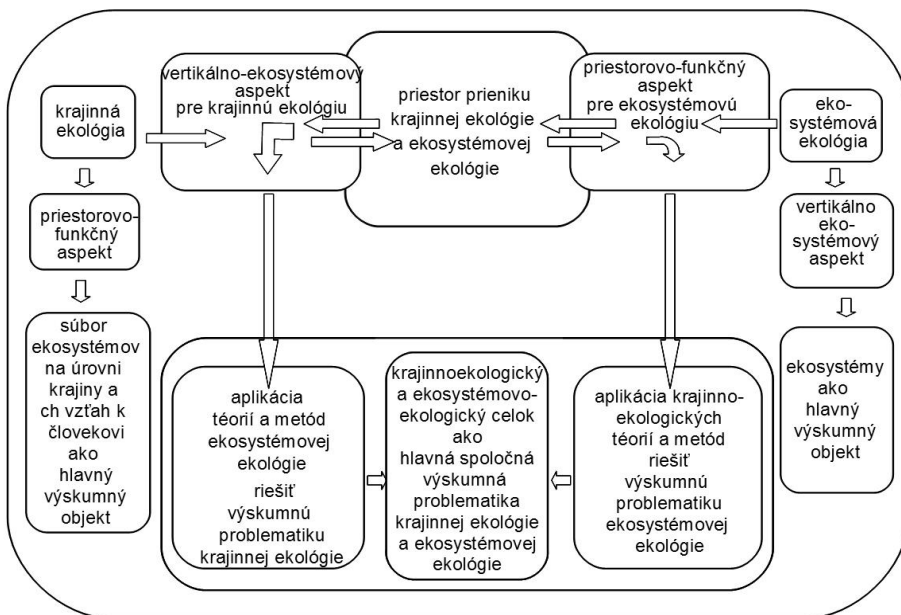 krajinná
ekológia
priestorovo-
funkčný
aspekt
súbor
ekosystémov
na úrovni
krajiny a
ch vzťah k
človekovi
ako
hlavný
výskumný
objekt
vertikálno-ekosystémový
aspekt
pre krajinnú ekológiu
priestor prieniku
krajinnej ekológie
a ekosystémovej
ekológie
priestorovo-funkčný
aspekt
pre ekosystémovú
ekológiu
eko-
systémová
ekológia
vertikálno
eko-
systémový
aspekt
ekosystémy
ako
hlavný
výskumný
objekt
aplikácia
téorií a metód
ekosystémovej
ekológie
riešiť
výskumnú
problematiku
krajinnej ekológie
krajinnoekologický
a ekosystémovo-
ekologický celok
ako
hlavná spoločná
výskumná
problematika
krajinnej ekológie
a ekosystémovej
ekológie
aplikácia krajinno-
ekologických
téorií a metód
riešiť
výskumnú
problematiku
ekosystémovej
ekológie